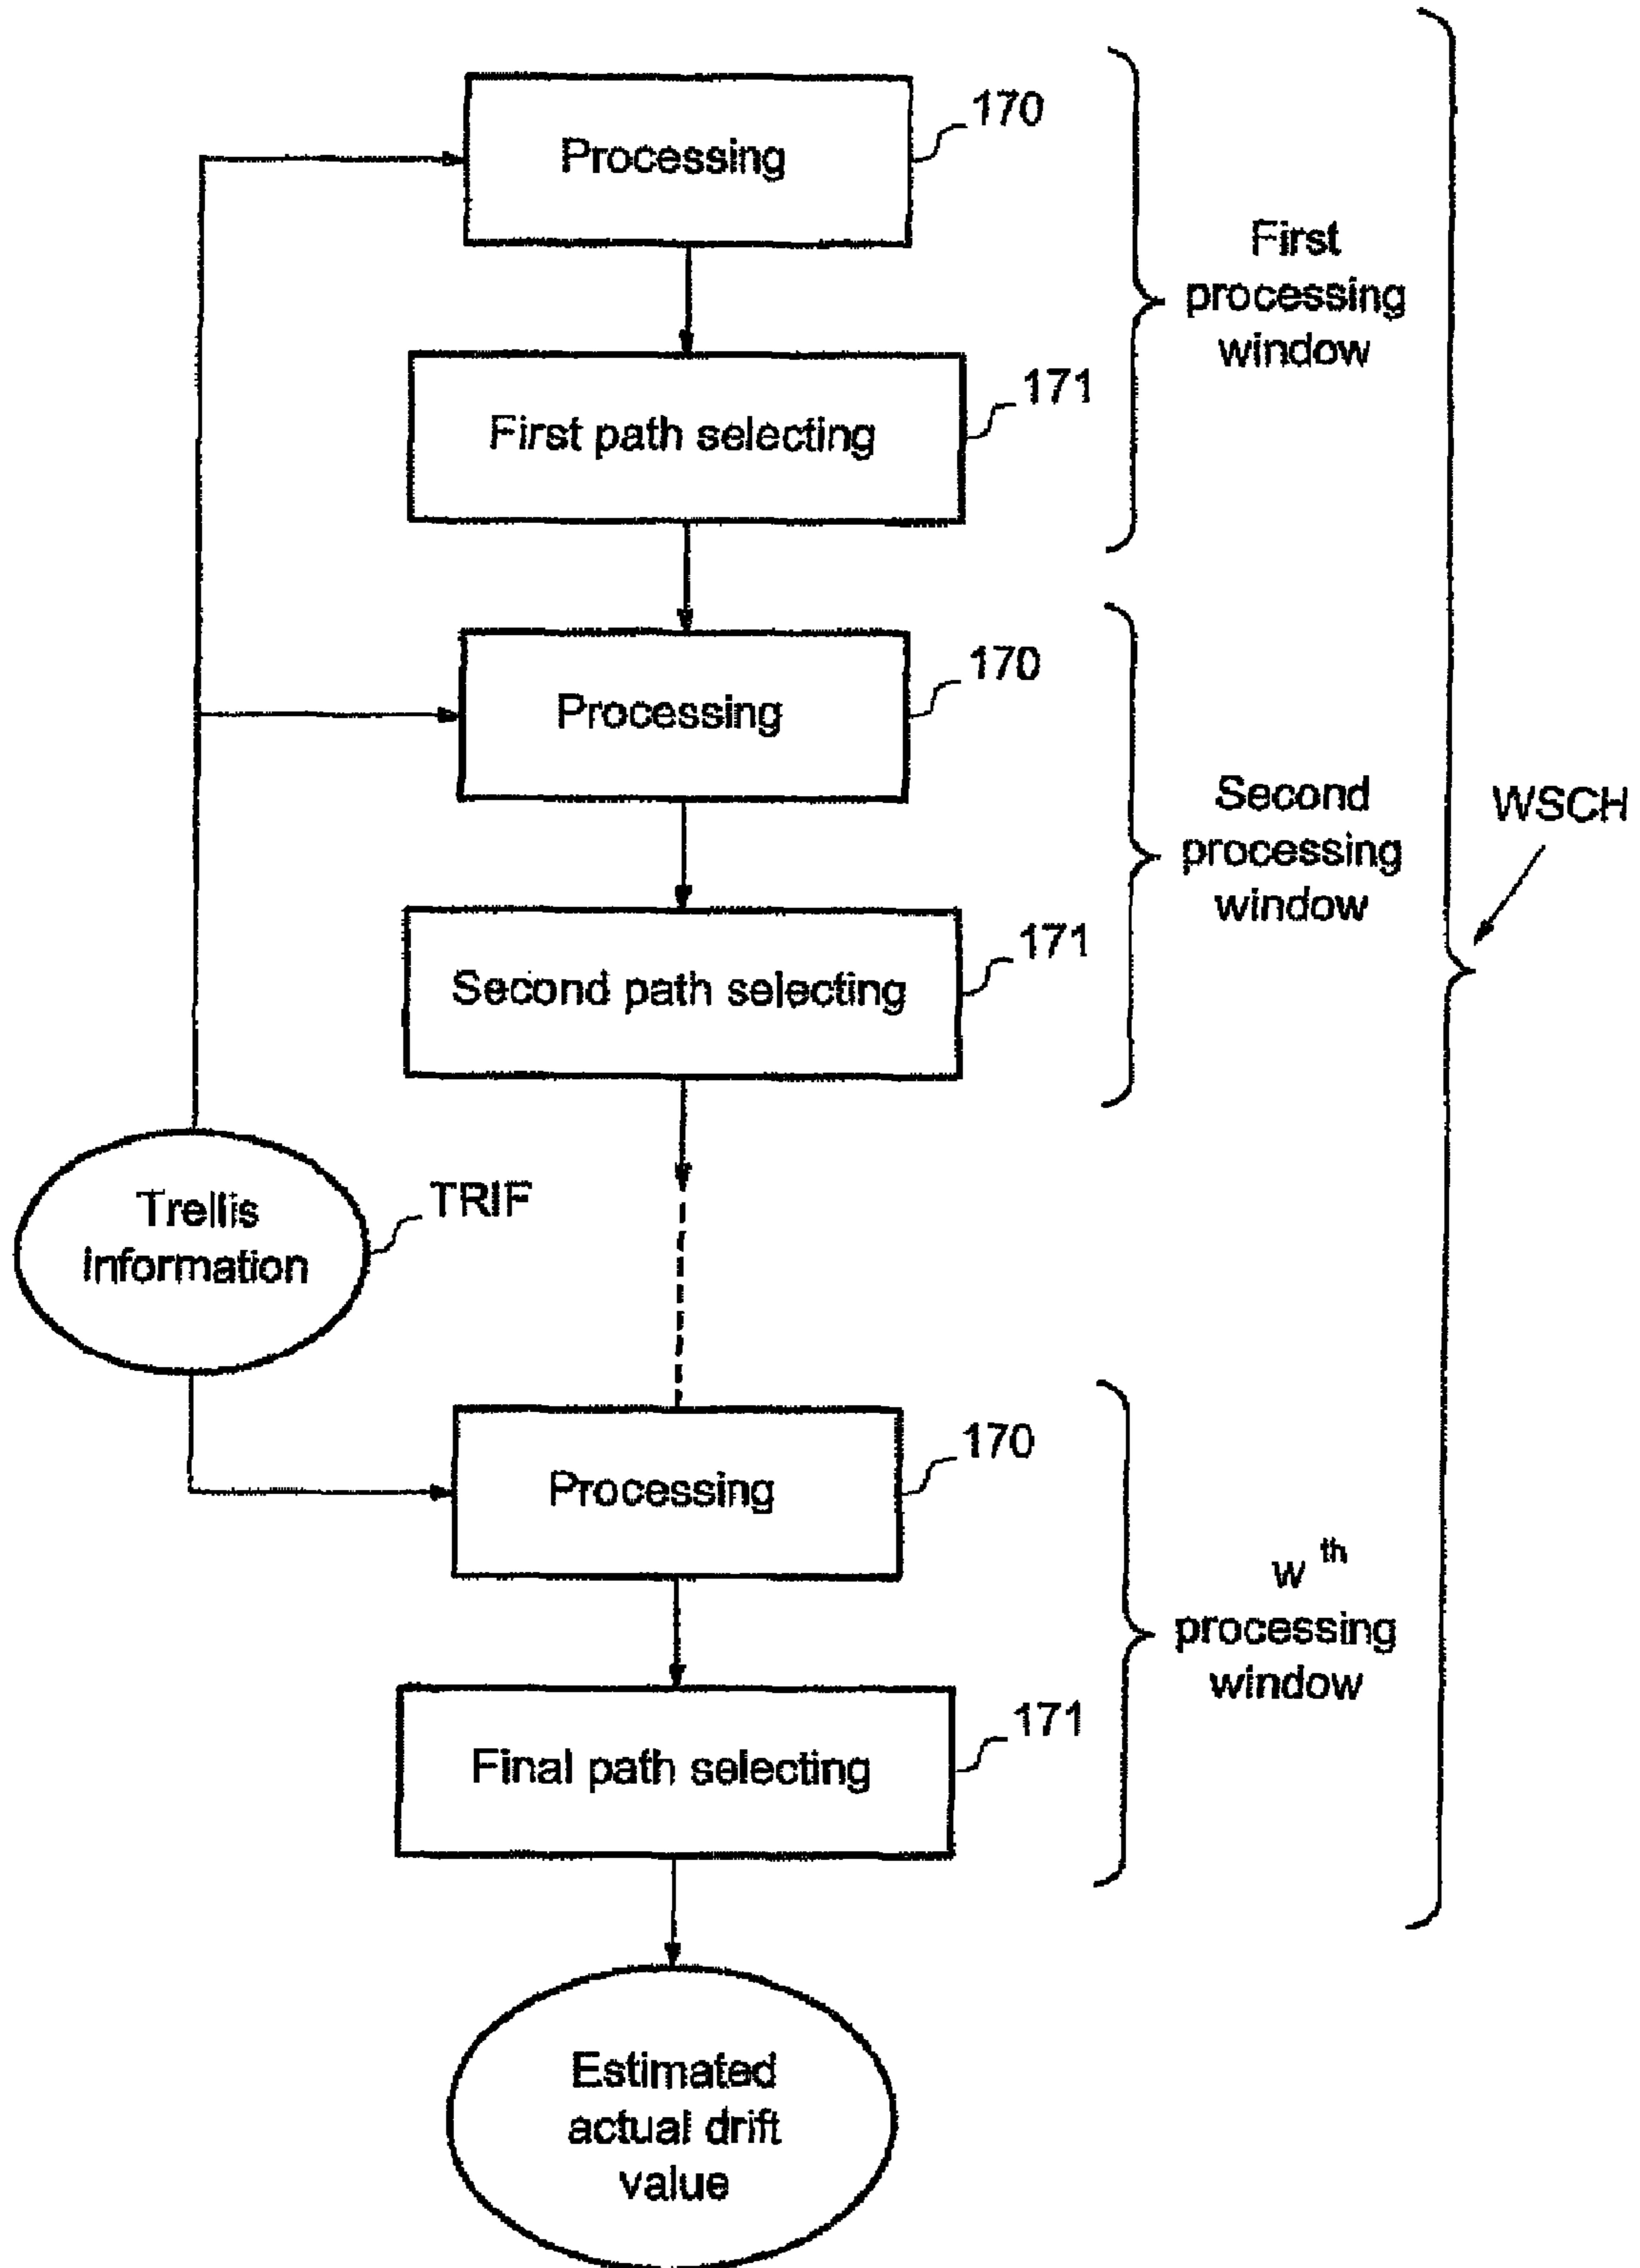 Processing
170
First
processing
window
First path selecting
171
Processing
170
Second
processing
window
WSCH
Second path selecting
171
Trellis
information
TRIF
Processing
170
w th
processing
window
Final path selecting
171
Estimated
actual drift
value